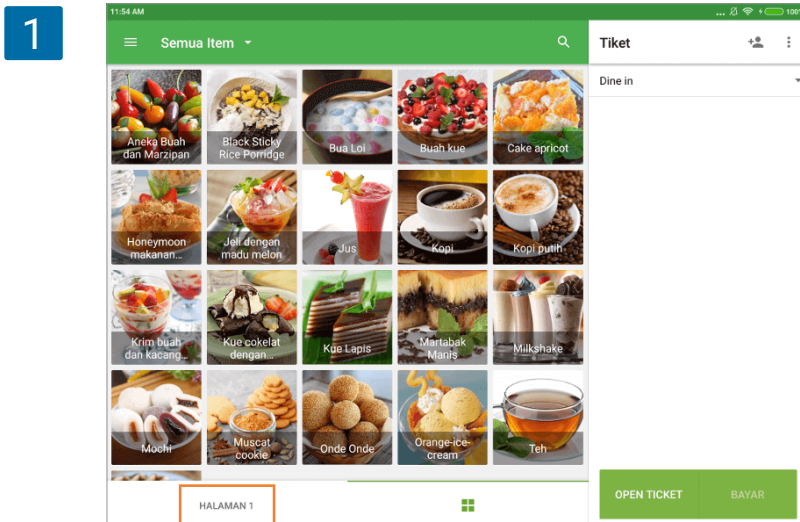 1
11:54 AM
... 100%
Semua Item
Tiket
Dine in
Aneka Buah
dan Marzipan
Black Sticky
Rice Porridge
Bua Loi
Buah kue
Cake apricot
Honeymoon
makanan...
Jeli dengan
madu melon
Jus
Kopi
Kopi putih
Krim buah
dan kacang...
Kue cokelat
dengan...
Kue Lapis
Martabak
Manis
Milkshake
Mochi
Muscat
cookie
Onde Onde
Orange-ice-
cream
Teh
HALAMAN 1
OPEN TICKET
BAYAR